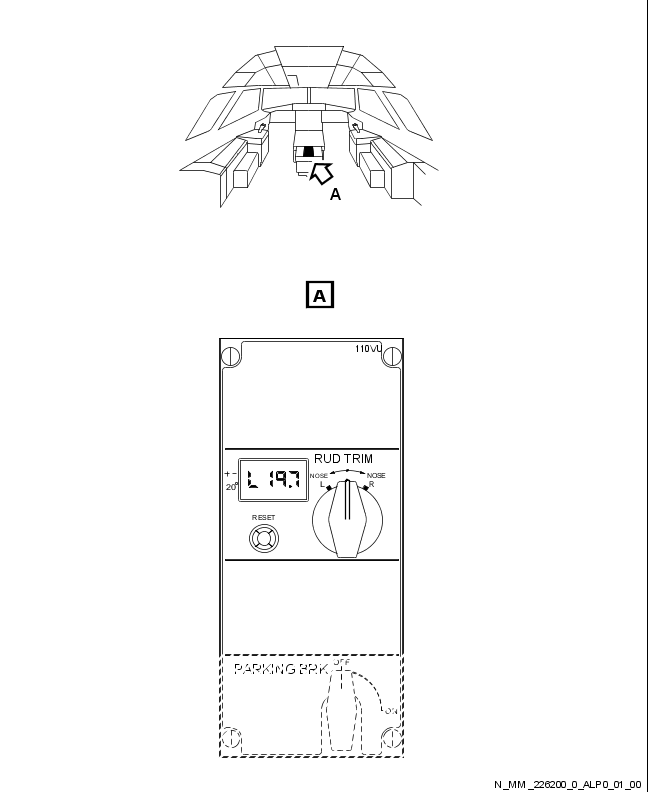 A
A
110VU
RUD TRIM
+ -
20°
L 19.7
NOSE
L
NOSE
R
RESET
PARKING BRK
OFF
ON
N_MM_226200_0_ALP0_01_00